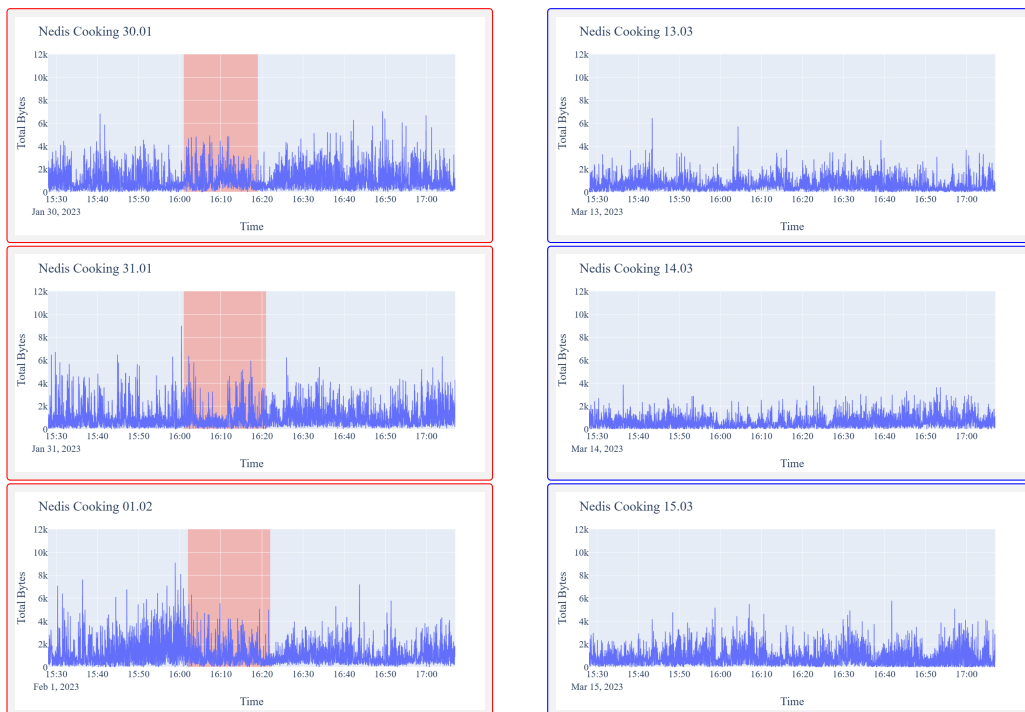 Nedis Cooking 30.01
Total Bytes
12k
10k
8k
6k
4k
2k
0
15:30 15:40 15:50 16:00 16:10 16:20 16:30 16:40 16:50 17:00
Jan 30, 2023
Time
Nedis Cooking 13.03
Total Bytes
12k
10k
8k
6k
4k
2k
0
15:30 15:40 15:50 16:00 16:10 16:20 16:30 16:40 16:50 17:00
Mar 13, 2023
Time
Nedis Cooking 31.01
Total Bytes
12k
10k
8k
6k
4k
2k
0
15:30 15:40 15:50 16:00 16:10 16:20 16:30 16:40 16:50 17:00
Jan 31, 2023
Time
Nedis Cooking 14.03
Total Bytes
12k
10k
8k
6k
4k
2k
0
15:30 15:40 15:50 16:00 16:10 16:20 16:30 16:40 16:50 17:00
Mar 14, 2023
Time
Nedis Cooking 01.02
Total Bytes
12k
10k
8k
6k
4k
2k
0
15:30 15:40 15:50 16:00 16:10 16:20 16:30 16:40 16:50 17:00
Feb 1, 2023
Time
Nedis Cooking 15.03
Total Bytes
12k
10k
8k
6k
4k
2k
0
15:30 15:40 15:50 16:00 16:10 16:20 16:30 16:40 16:50 17:00
Mar 15, 2023
Time